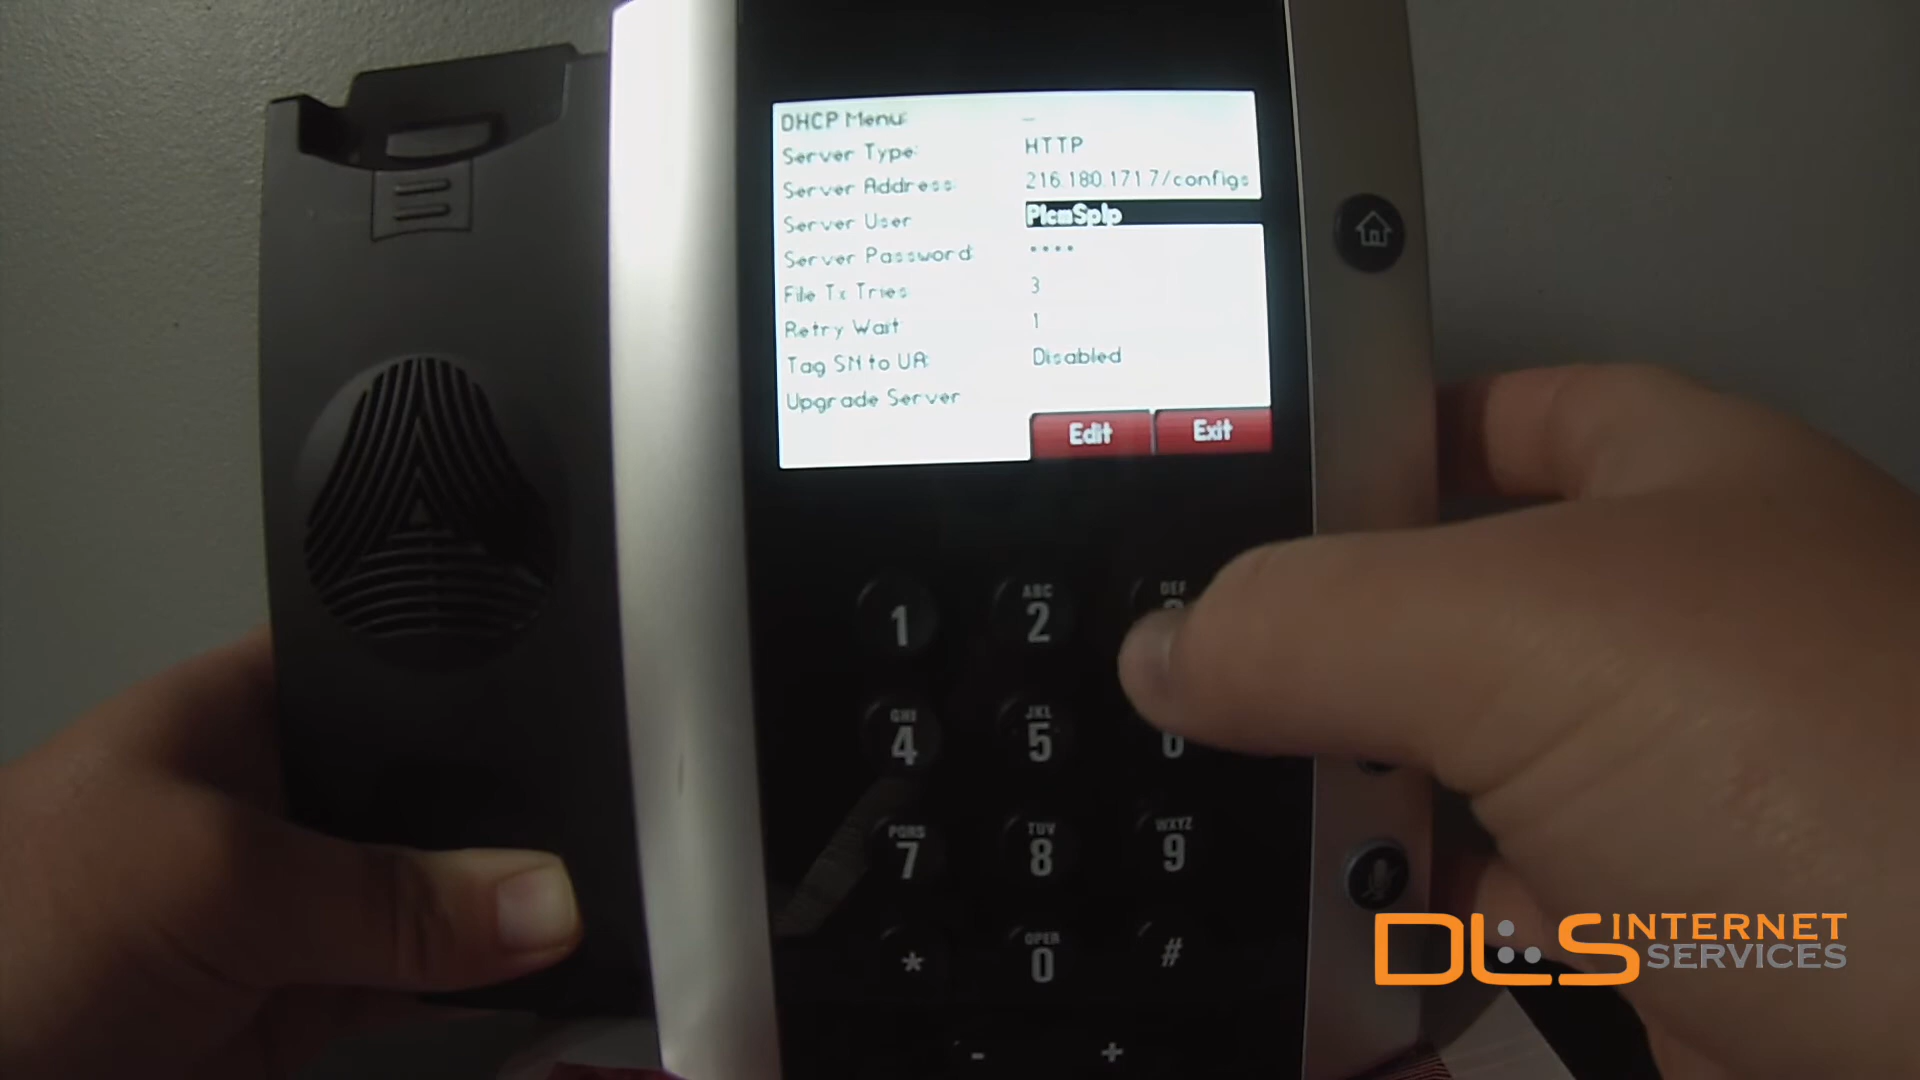 DHCP Menu:
Server Type: HTTP
Server Address: 216.180.171.7/configs
Server User PlcmSpIp
Server Password: ••••
File Tx Tries 3
Retry Wait 1
Tag SN to UA: Disabled
Upgrade Server
Edit Exit
1 ABC 2 DEF
GHI 4 JKL 5 6
PQRS 7 TUV 8 WXYZ 9
* OPER 0 #
- +
DLS INTERNET SERVICES